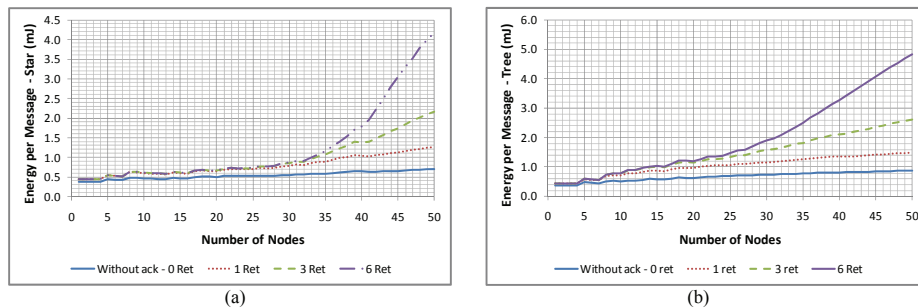 Energy per Message - Star (mJ)
4.5
4.0
3.5
3.0
2.5
2.0
1.5
1.0
0.5
0.0
0 5 10 15 20 25 30 35 40 45 50
Number of Nodes
Without ack - 0 Ret 1 Ret 3 Ret 6 Ret
(a)
Energy per Message - Tree (mJ)
6.0
5.0
4.0
3.0
2.0
1.0
0.0
0 5 10 15 20 25 30 35 40 45 50
Number of Nodes
Without ack - 0 ret 1 ret 3 ret 6 Ret
(b)